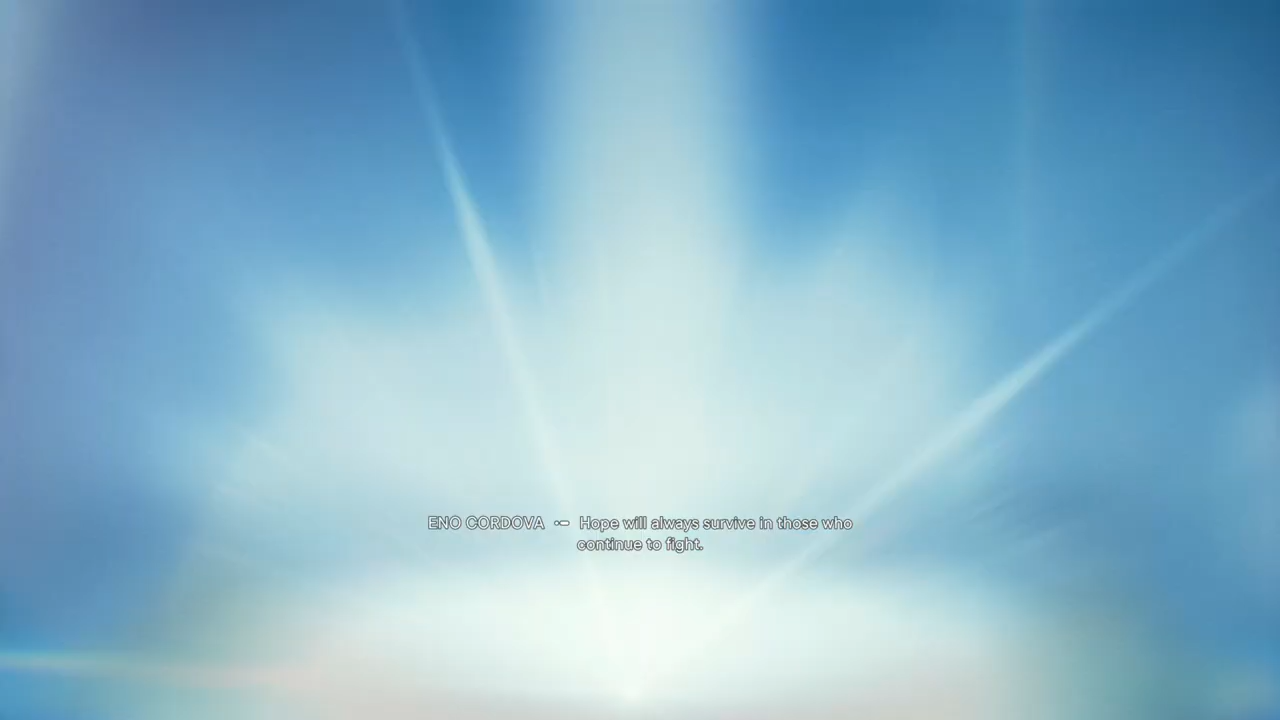 ENO CORDOVA •– Hope will always survive in those who
continue to fight.